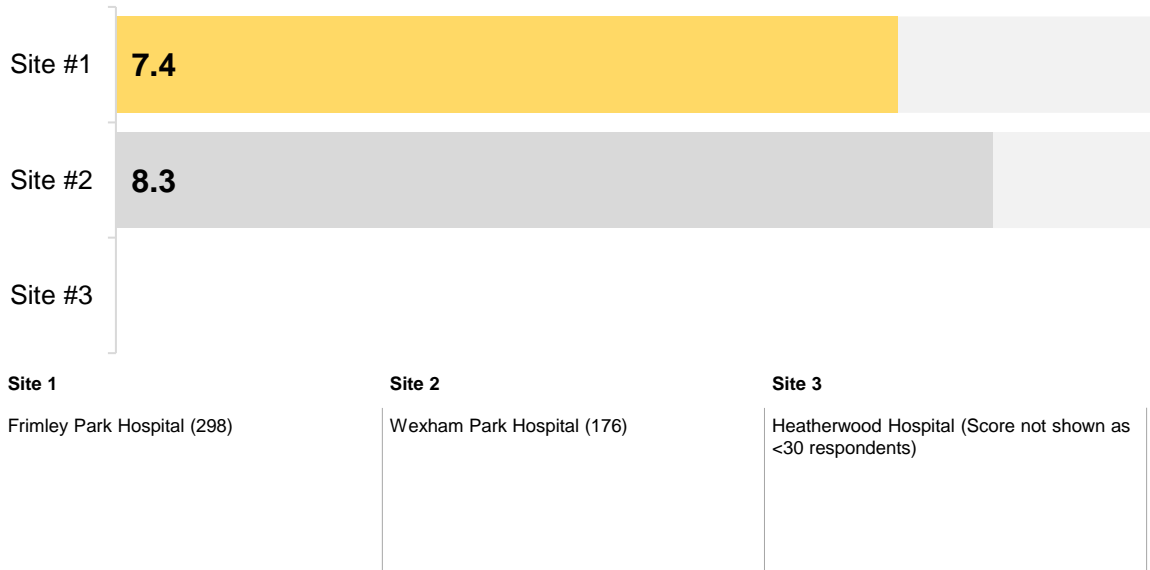 Site #1
7.4
Site #2
8.3
Site #3
Site 1
Site 2
Site 3
Frimley Park Hospital (298)
Wexham Park Hospital (176)
Heatherwood Hospital (Score not shown as
<30 respondents)